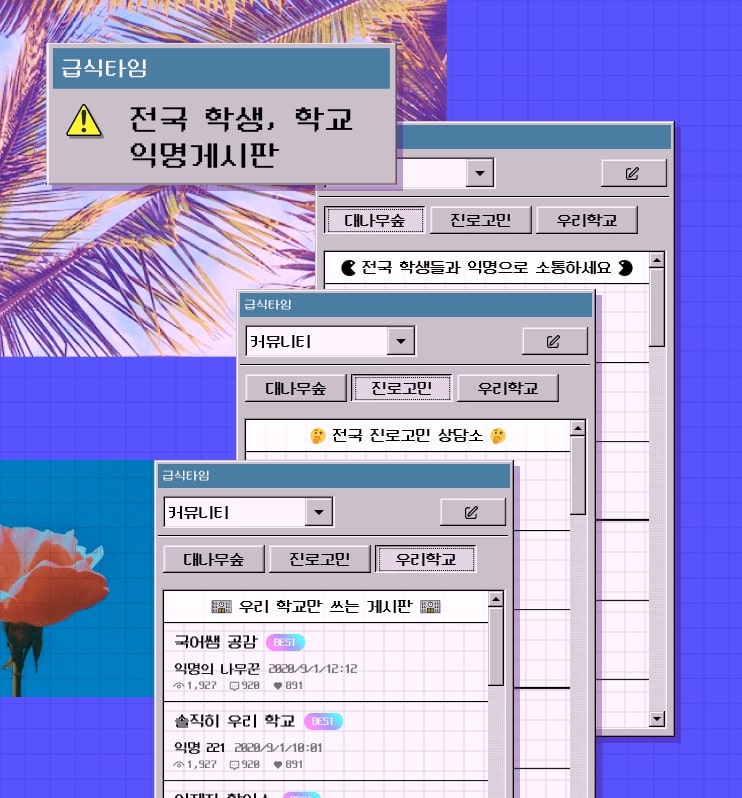 급식타임
전국 학생, 학교
익명게시판
대나무숲 진로고민 우리학교
전국 학생들과 익명으로 소통하세요
급식타임
커뮤니티
대나무숲 진로고민 우리학교
🤔 전국 진로고민 상담소 🤔
급식타임
커뮤니티
대나무숲 진로고민 우리학교
🏫 우리 학교만 쓰는 게시판 🏫
국어쌤 공감 BEST
익명의 나무꾼 2020/9/1/12:12
1,927 920 891
솔직히 우리 학교 BEST
익명 221 2020/9/1/10:01
1,927 920 891